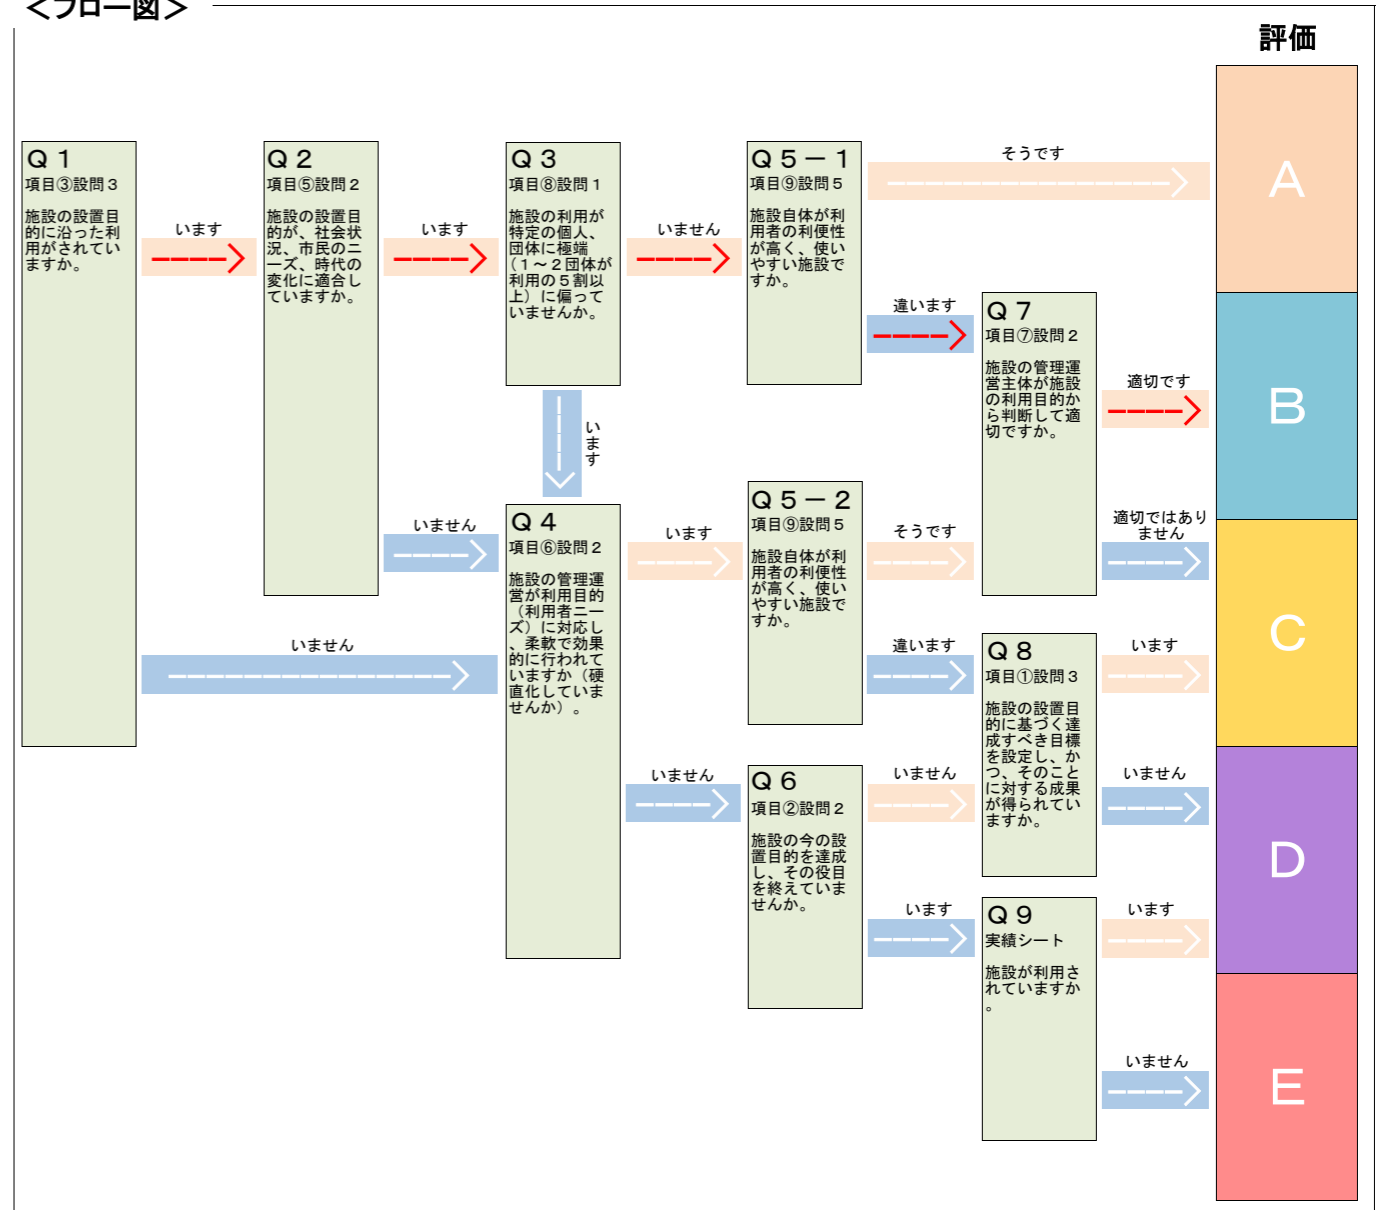 ＜フロー図＞
評価
Ｑ１
項目③設問３
施設の設置目
的に沿った利
用がされてい
ますか。
います
いません
Ｑ２
項目⑤設問２
施設の設置目
的が、社会状
況、市民のニ
ーズ、時代の
変化に適合し
ていますか。
います
いません
Ｑ３
項目⑧設問１
施設の利用が
特定の個人、
団体に極端
（１～２団体が
利用の５割以
上）に偏って
いませんか。
いません
います
Ｑ４
項目⑥設問２
施設の管理運
営が利用目的
（利用者ニー
ズ）に対応し
、柔軟で効果
的に行われて
いますか（硬
直化していま
せんか）。
います
いません
Ｑ５－１
項目⑨設問５
施設自体が利
用者の利便性
が高く、使い
やすい施設で
すか。
そうです
違います
Ｑ５－２
項目⑨設問５
施設自体が利
用者の利便性
が高く、使い
やすい施設で
すか。
そうです
違います
Ｑ６
項目②設問２
施設の今の設
置目的を達成
し、その役目
を終えていま
せんか。
いません
います
Ｑ７
項目⑦設問２
施設の管理運
営主体が施設
の利用目的か
ら判断して適
切ですか。
適切です
適切ではあり
ません
Ｑ８
項目①設問３
施設の設置目
的に基づく達
成すべき目標
を設定し、か
つ、そのこと
に対する成果
が得られてい
ますか。
います
いません
Ｑ９
実績シート
施設が利用さ
れていますか
。
います
いません
Ａ
Ｂ
Ｃ
Ｄ
Ｅ